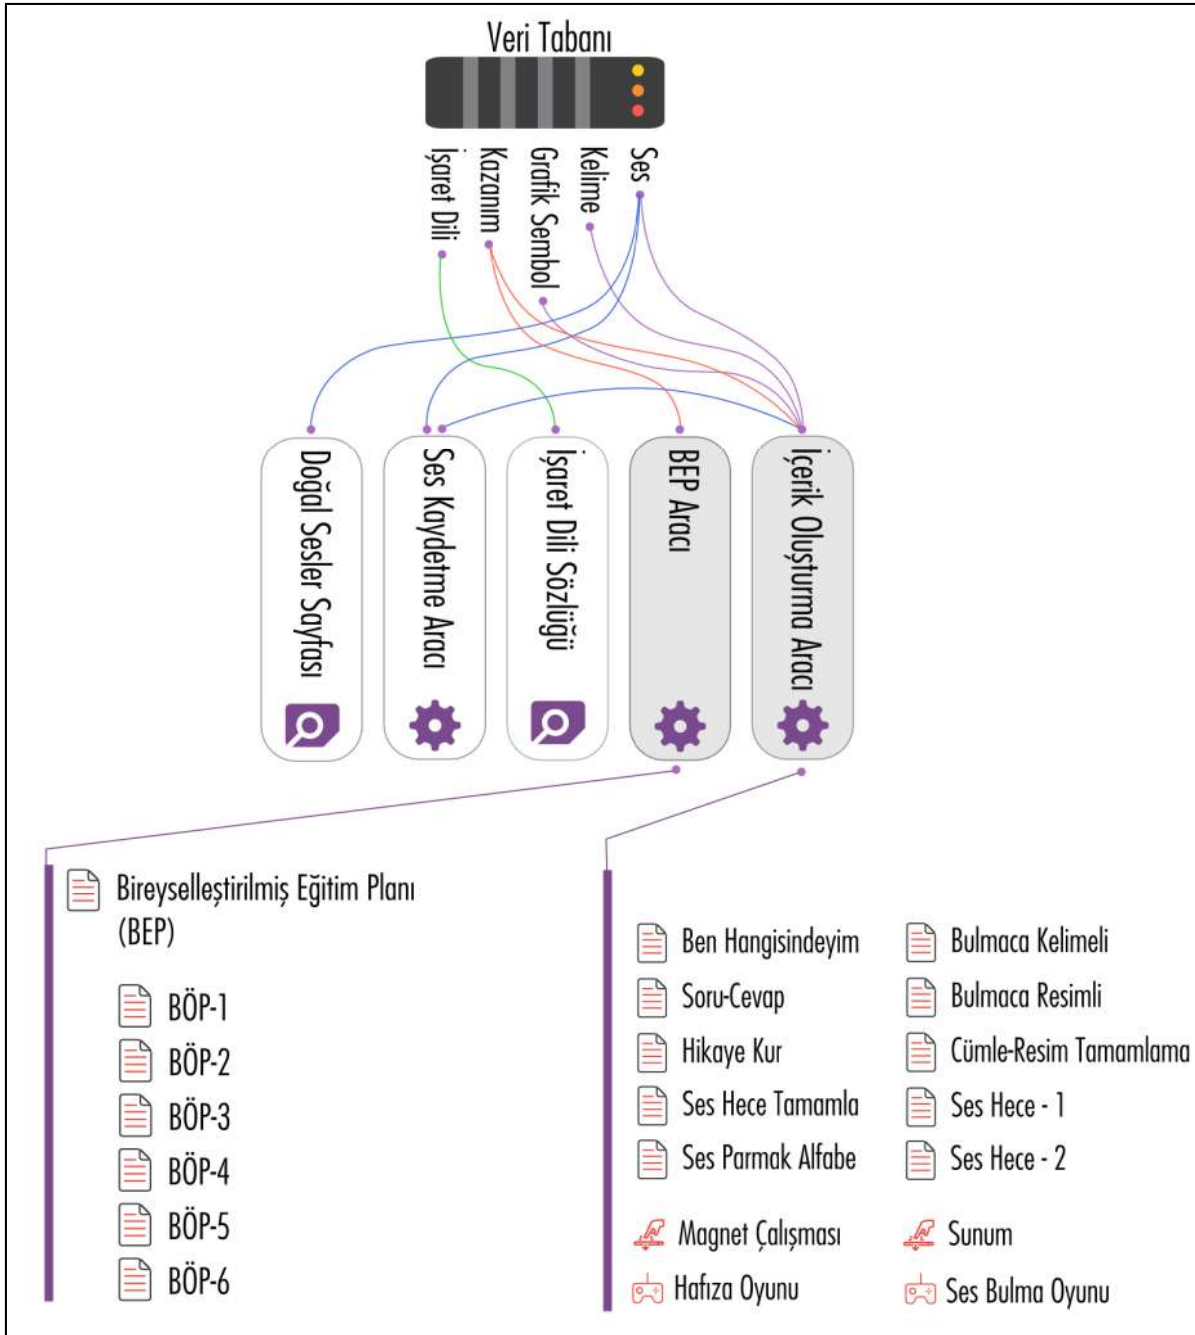 Veri Tabanı
İşaret Dili
Kazanım
Grafik Sembol
Kelime
Ses
Doğal Sesler Sayfası
Ses Kaydetme Aracı
İşaret Dili Sözlüğü
BEP Aracı
İçerik Oluşturma Aracı
Bireyselleştirilmiş Eğitim Planı
(BEP)
BÖP-1
BÖP-2
BÖP-3
BÖP-4
BÖP-5
BÖP-6
Ben Hangisindeyim
Soru-Cevap
Hikaye Kur
Ses Hece Tamamla
Ses Parmak Alfabe
Magnet Çalışması
Hafıza Oyunu
Bulmaca Kelimeli
Bulmaca Resimli
Cümle-Resim Tamamlama
Ses Hece - 1
Ses Hece - 2
Sunum
Ses Bulma Oyunu